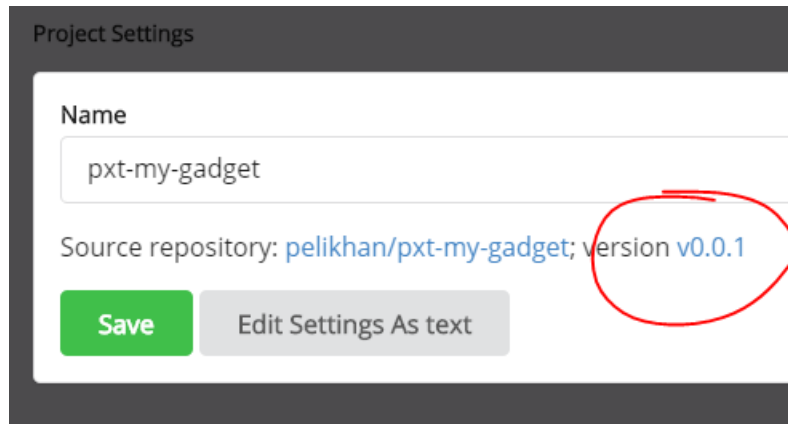 Project Settings
Name
pxt-my-gadget
Source repository: pelikhan/pxt-my-gadget; version v0.0.1
Save
Edit Settings As text